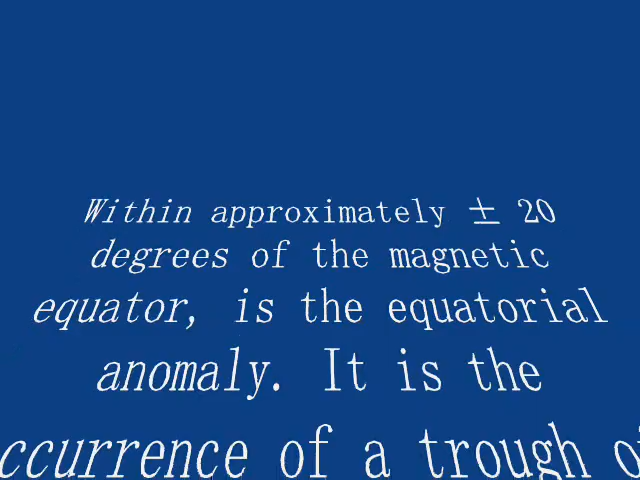 Within approximately ± 20
degrees of the magnetic
equator, is the equatorial
anomaly. It is the
ccurrence of a trough